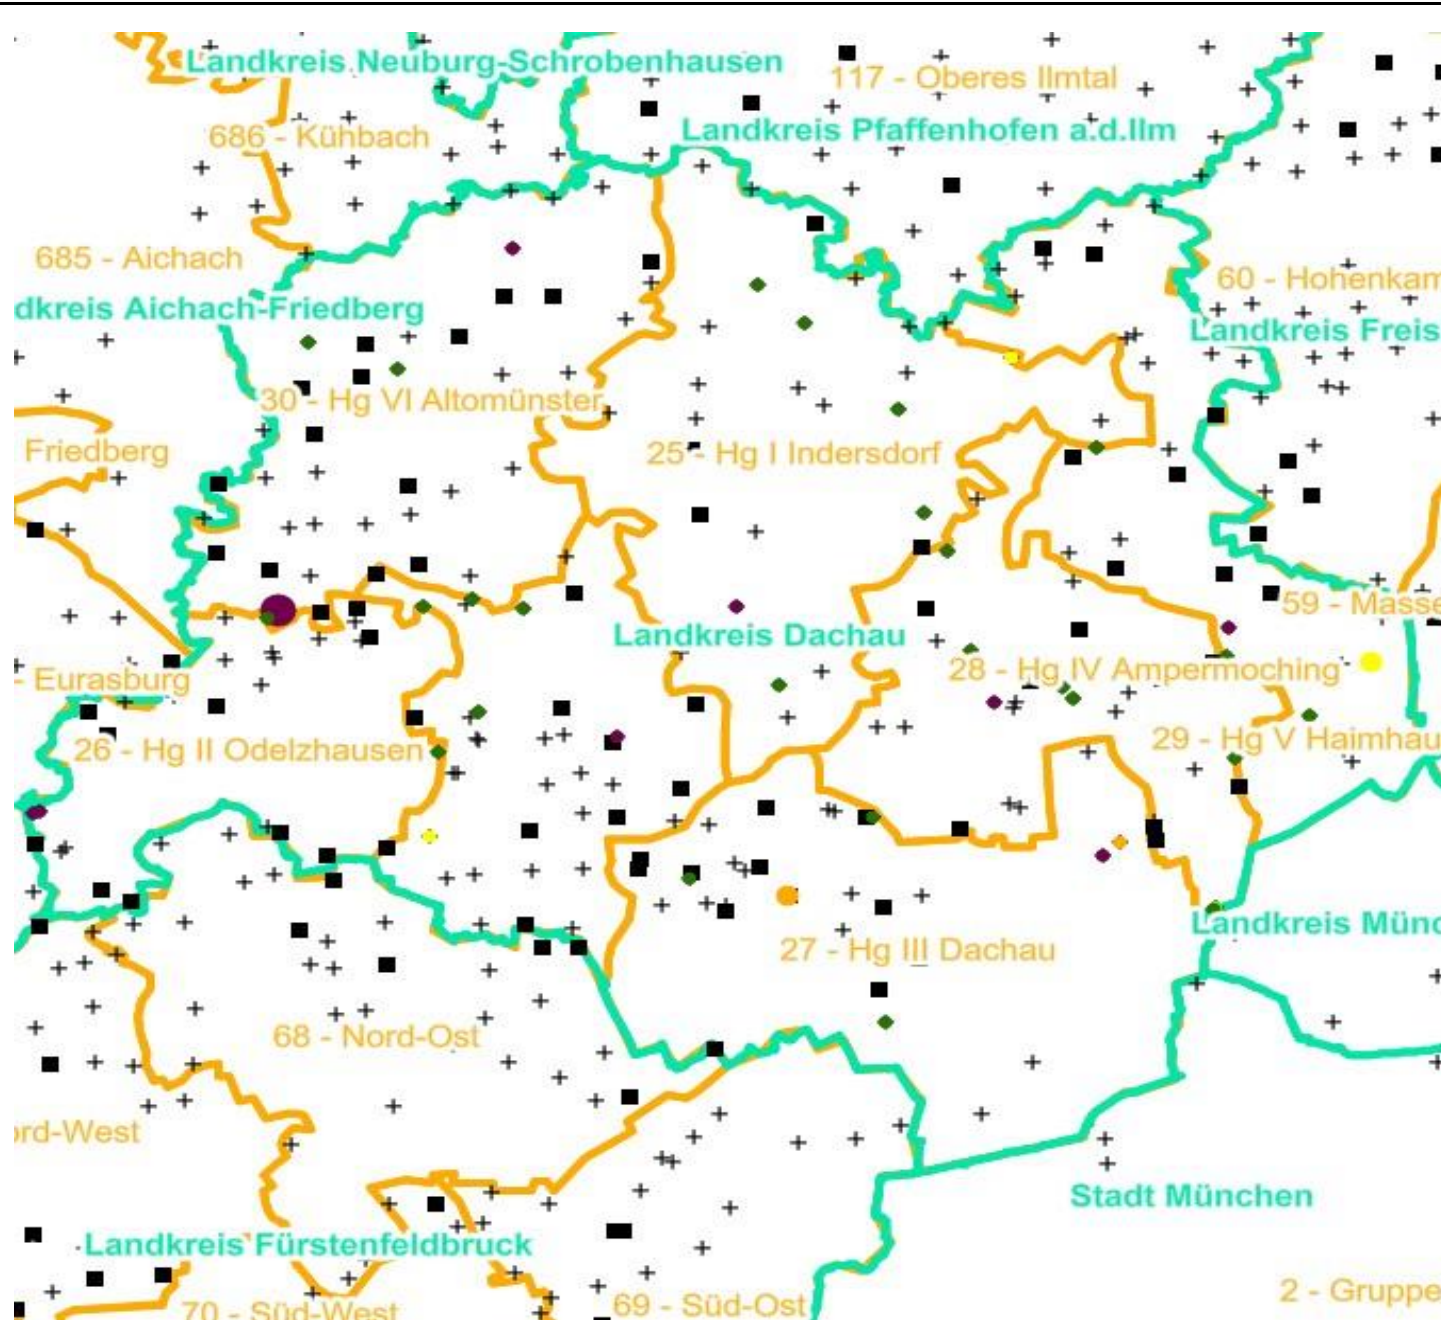 Landkreis Neuburg-Schrobenhausen
117 - Oberes Ilmtal
Landkreis Pfaffenhofen a.d.Ilm
686 - Kühbach
685 - Aichach
60 - Hohenkam
dkreis Aichach-Friedberg
Landkreis Freis
30 - Hg VI Altomünster
Friedberg
25 - Hg I Indersdorf
59 - Masse
Landkreis Dachau
28 - Hg IV Ampermoching
- Eurasburg
29 - Hg V Haimhau
26 - Hg II Odelzhausen
Landkreis Münc
27 - Hg III Dachau
68 - Nord-Ost
ord-West
Stadt München
Landkreis Fürstenfeldbruck
2 - Gruppe
69 - Süd-Ost
70 - Süd-West